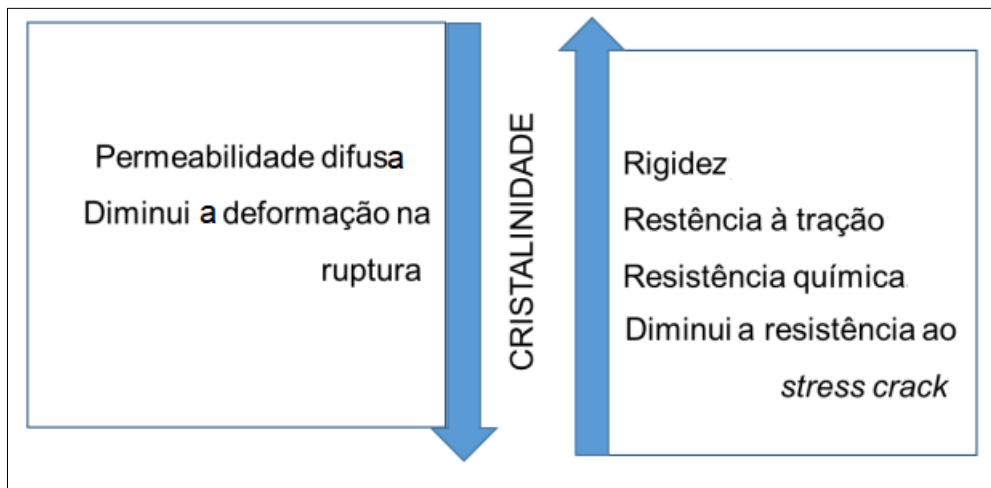 Permeabilidade difusa
Diminui a deformação na
ruptura
CRISTALINIDADE
Rigidez
Restência à tração
Resistência química
Diminui a resistência ao
stress crack